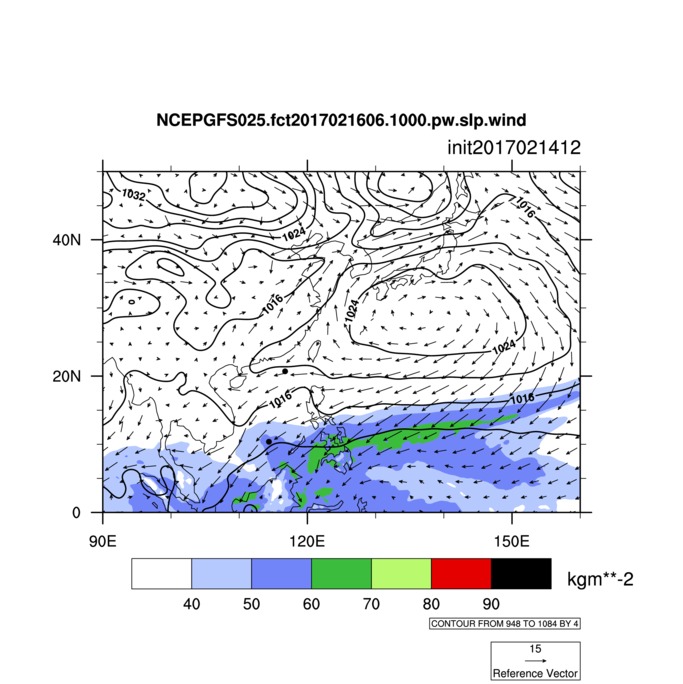 NCEPGFS025.fct2017021606.1000.pw.slp.wind
init2017021412
1032
1016
1024
40N
1016
1024
1024
20N
1016
1016
0
90E 120E 150E
kgm**-2
40 50 60 70 80 90
CONTOUR FROM 948 TO 1084 BY 4
15
Reference Vector